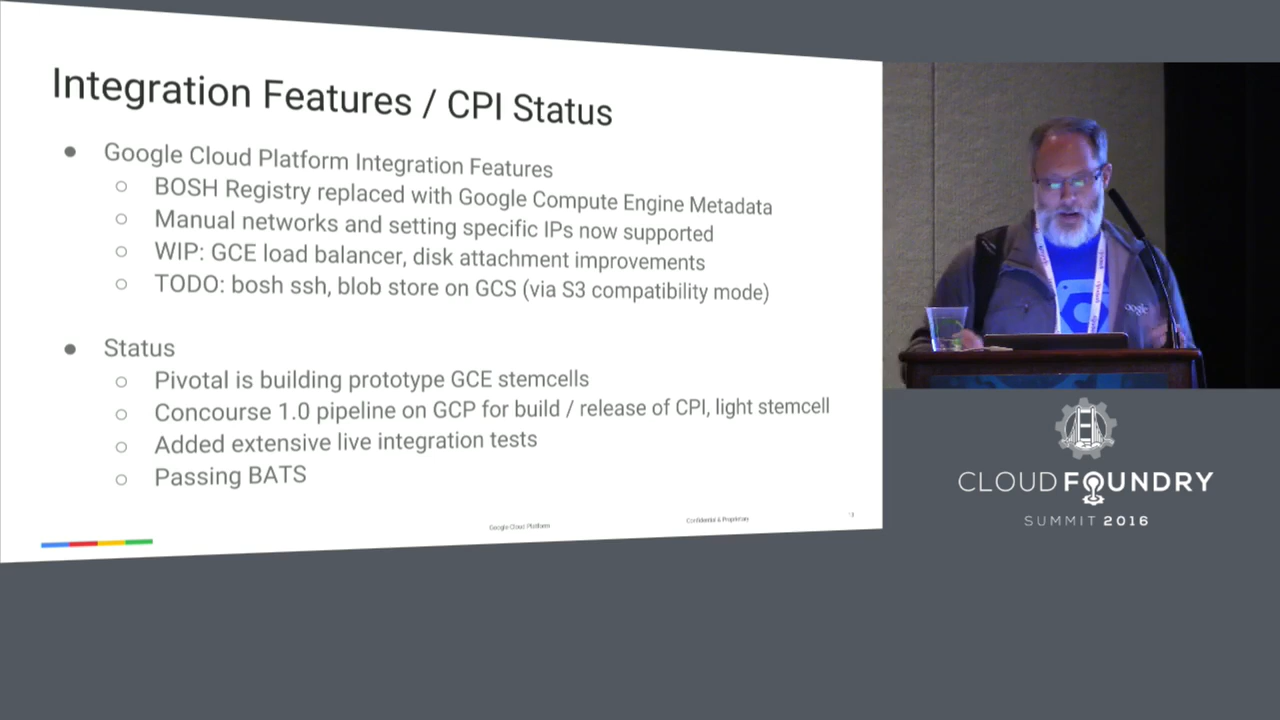 Integration Features / CPI Status
● Google Cloud Platform Integration Features
○ BOSH Registry replaced with Google Compute Engine Metadata
○ Manual networks and setting specific IPs now supported
○ WIP: GCE load balancer, disk attachment improvements
○ TODO: bosh ssh, blob store on GCS (via S3 compatibility mode)
● Status
○ Pivotal is building prototype GCE stemcells
○ Concourse 1.0 pipeline on GCP for build / release of CPI, light stemcell
○ Added extensive live integration tests
○ Passing BATS
Google Cloud Platform
Confidential & Proprietary
CLOUD FOUNDRY
SUMMIT 2016